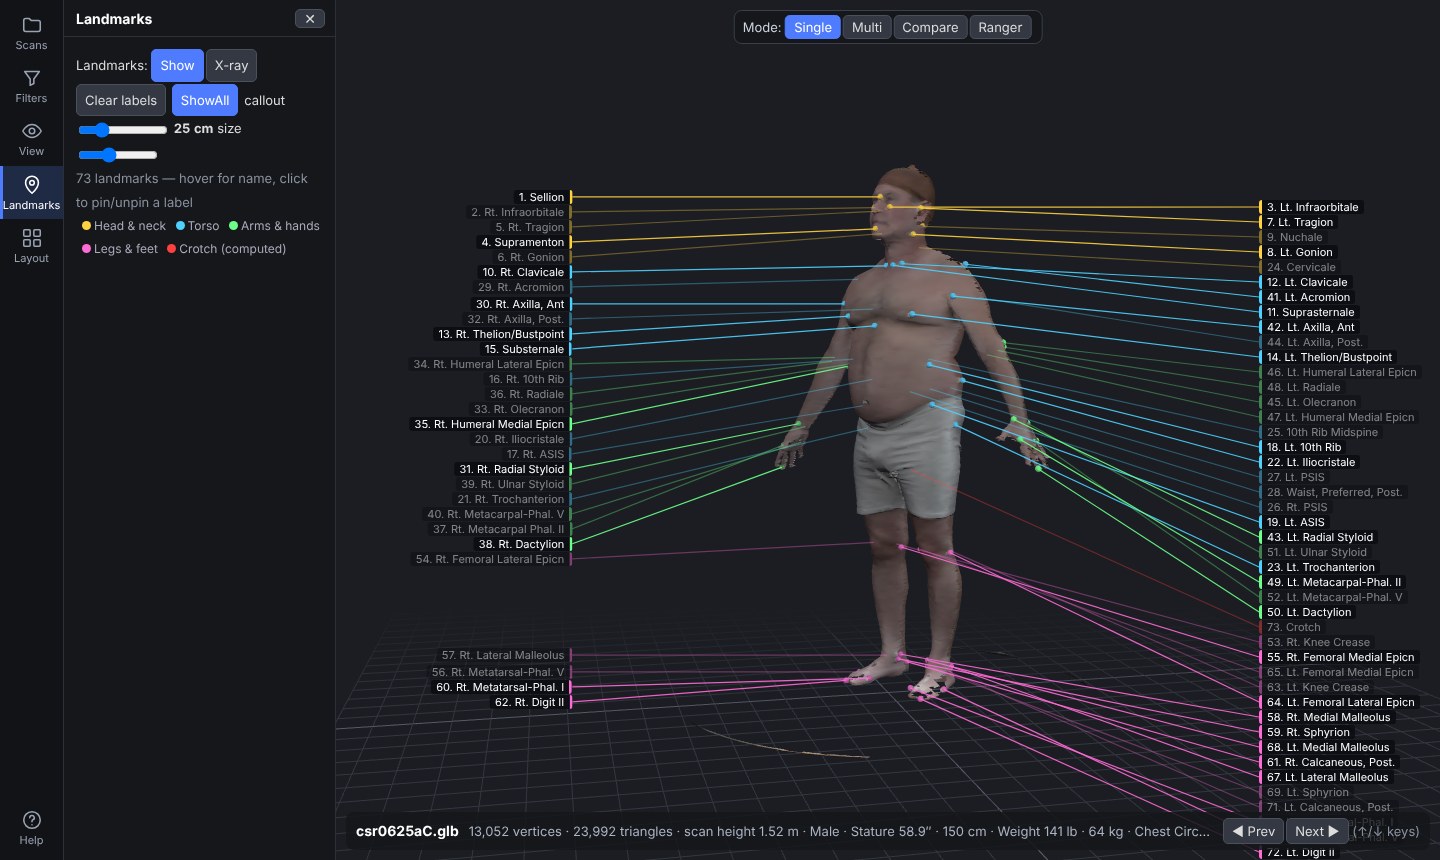 Scans
Filters
View
Landmarks
Layout
Help
Landmarks
✕
Landmarks: Show X-ray
Clear labels ShowAll callout
25 cm size
73 landmarks — hover for name, click
to pin/unpin a label
Head & neck Torso Arms & hands
Legs & feet Crotch (computed)
Mode: Single Multi Compare Ranger
1. Sellion
2. Rt. Infraorbitale
5. Rt. Tragion
4. Supramenton
6. Rt. Gonion
10. Rt. Clavicale
29. Rt. Acromion
30. Rt. Axilla, Ant
32. Rt. Axilla, Post.
13. Rt. Thelion/Bustpoint
15. Substernale
34. Rt. Humeral Lateral Epicn
16. Rt. 10th Rib
36. Rt. Radiale
33. Rt. Olecranon
35. Rt. Humeral Medial Epicn
20. Rt. Iliocristale
17. Rt. ASIS
31. Rt. Radial Styloid
39. Rt. Ulnar Styloid
21. Rt. Trochanterion
40. Rt. Metacarpal-Phal. V
37. Rt. Metacarpal Phal. II
38. Rt. Dactylion
54. Rt. Femoral Lateral Epicn
57. Rt. Lateral Malleolus
56. Rt. Metatarsal-Phal. V
60. Rt. Metatarsal-Phal. I
62. Rt. Digit II
3. Lt. Infraorbitale
7. Lt. Tragion
9. Nuchale
8. Lt. Gonion
24. Cervicale
12. Lt. Clavicale
41. Lt. Acromion
11. Suprasternale
42. Lt. Axilla, Ant
44. Lt. Axilla, Post.
14. Lt. Thelion/Bustpoint
46. Lt. Humeral Lateral Epicn
48. Lt. Radiale
45. Lt. Olecranon
47. Lt. Humeral Medial Epicn
25. 10th Rib Midspine
18. Lt. 10th Rib
22. Lt. Iliocristale
27. Lt. PSIS
28. Waist, Preferred, Post.
26. Rt. PSIS
19. Lt. ASIS
43. Lt. Radial Styloid
51. Lt. Ulnar Styloid
23. Lt. Trochanterion
49. Lt. Metacarpal-Phal. II
52. Lt. Metacarpal-Phal. V
50. Lt. Dactylion
73. Crotch
53. Rt. Knee Crease
55. Rt. Femoral Medial Epicn
65. Lt. Femoral Medial Epicn
63. Lt. Knee Crease
64. Lt. Femoral Lateral Epicn
58. Rt. Medial Malleolus
59. Rt. Sphyrion
68. Lt. Medial Malleolus
61. Rt. Calcaneous, Post.
67. Lt. Lateral Malleolus
69. Lt. Sphyrion
71. Lt. Calcaneous, Post.
72. Lt. Digit II
csr0625aC.glb 13,052 vertices · 23,992 triangles · scan height 1.52 m · Male · Stature 58.9″ · 150 cm · Weight 141 lb · 64 kg · Chest Circ… ◀ Prev Next ▶ (↑/↓ keys)